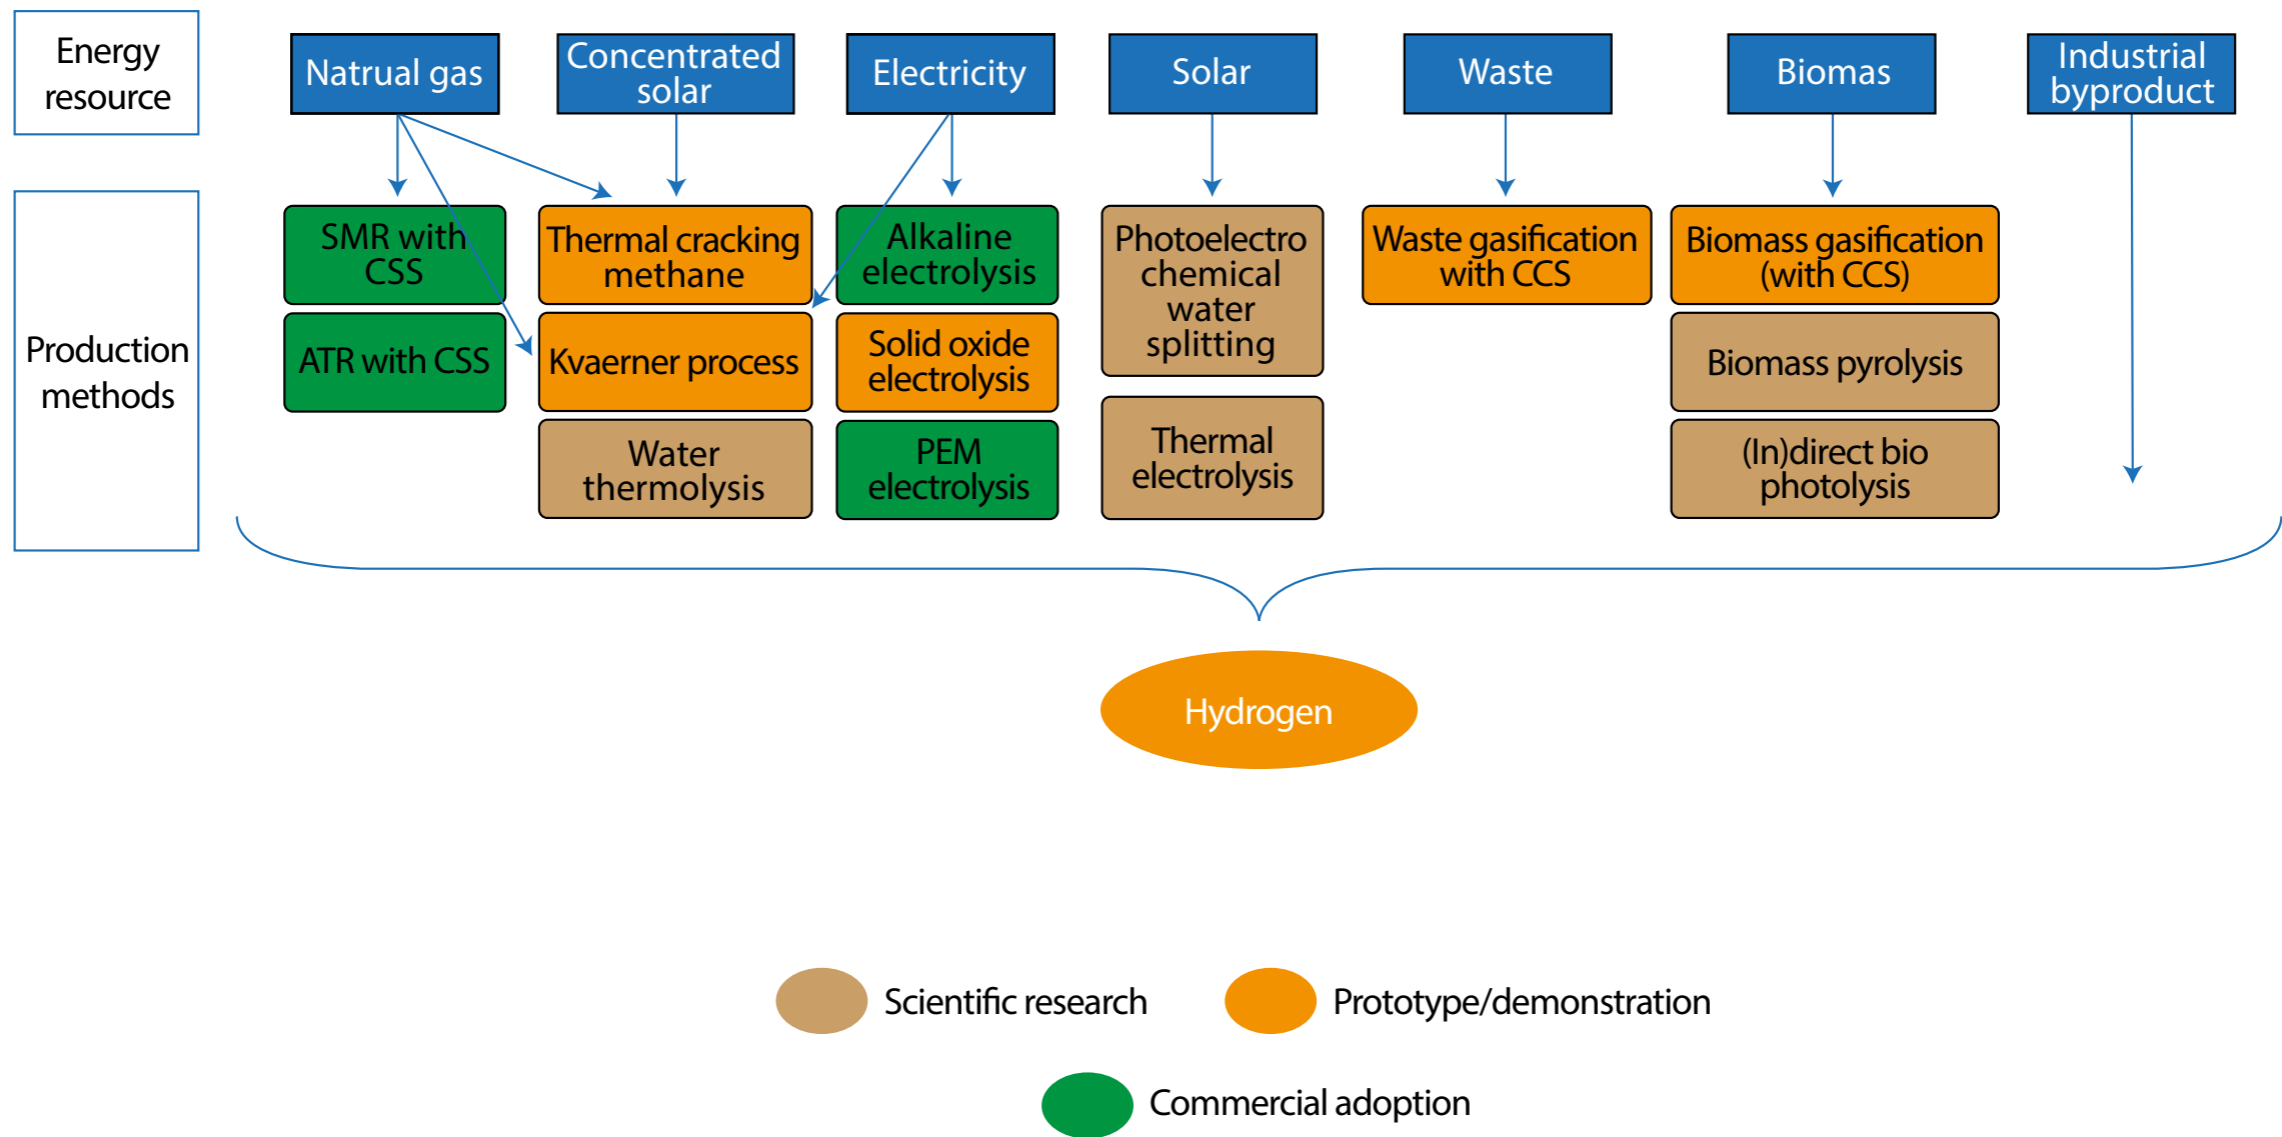 Energy
resource
Natrual gas
Concentrated
solar
Electricity
Solar
Waste
Biomas
Industrial
byproduct
Production
methods
SMR with
CSS
ATR with CSS
Thermal cracking
methane
Kvaerner process
Water
thermolysis
Alkaline
electrolysis
Solid oxide
electrolysis
PEM
electrolysis
Photoelectro
chemical
water
splitting
Thermal
electrolysis
Waste gasification
with CCS
Biomass gasification
(with CCS)
Biomass pyrolysis
(In)direct bio
photolysis
Hydrogen
Scientific research
Prototype/demonstration
Commercial adoption